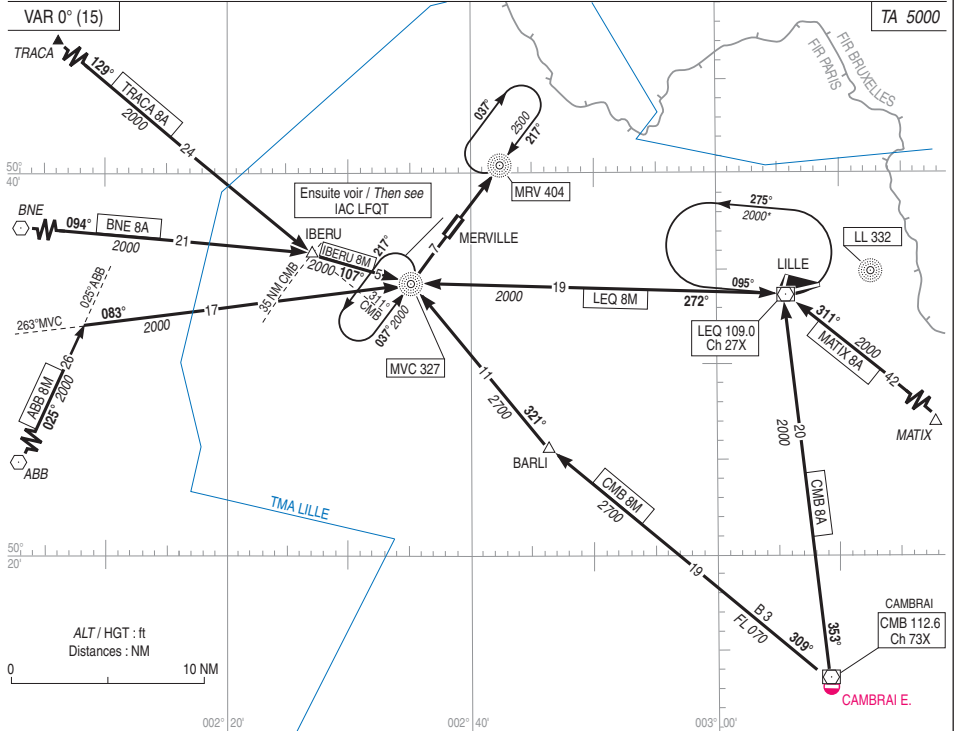 VAR 0° (15)
TA 5000
TRACA
129°
TRACA 8A
2000
24
FIR PARIS
FIR BRUXELLES
037°
2500
217°
50°
40'
MRV 404
Ensuite voir / Then see
IAC LFQT
BNE
094°
BNE 8A
2000
21
IBERU
IBERU 8M
2000
107°
5
217°
7
MERVILLE
275°
2000*
LL 332
025° ABB
35 NM CMB
311°
CMB
037°
2000
095°
LILLE
263° MVC
083°
2000
17
19
2000
LEQ 8M
272°
LEQ 109.0
Ch 27X
MVC 327
311°
2000
MATIX 8A
42
MATIX
ABB 8M
025°
2000
26
ABB
11
2700
321°
BARLI
20
2000
CMB 8A
353°
CMB 8M
2700
19
B 3
FL 070
309°
TMA LILLE
50°
20'
CAMBRAI
CMB 112.6
Ch 73X
CAMBRAI E.
ALT / HGT : ft
Distances : NM
0
10 NM
002° 20'
002° 40'
003° 00'